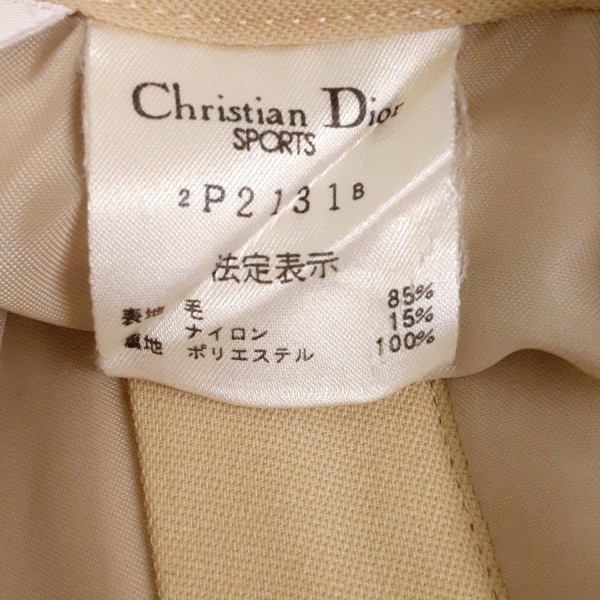 Christian Dior
SPORTS
2P2131B
法定表示
表地 毛 85%
ナイロン 15%
裏地 ポリエステル 100%